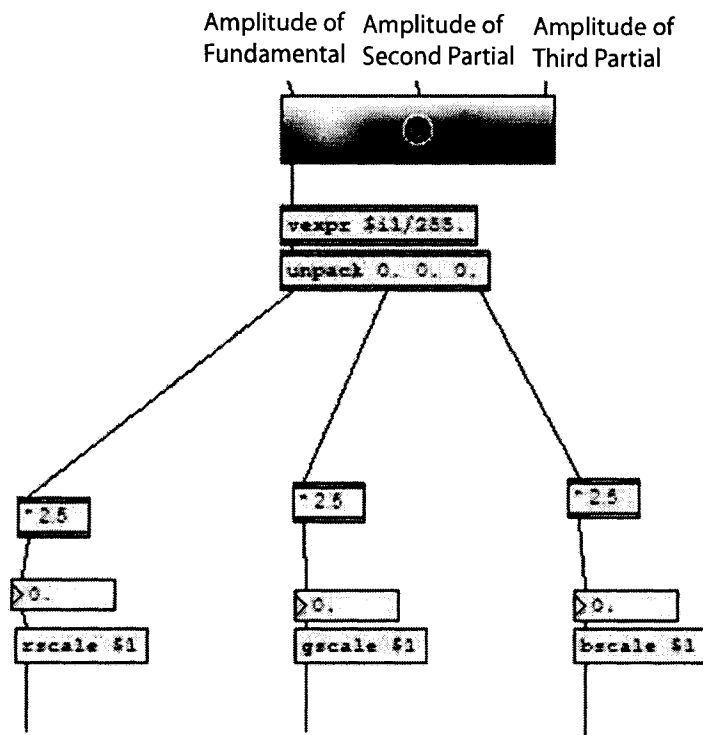 Amplitude of Fundamental
Amplitude of Second Partial
Amplitude of Third Partial
vexpr $i1/255.
unpack 0. 0. 0.
* 2.5
* 2.5
* 2.5
0.
0.
0.
rscale $1
gscale $1
bscale $1